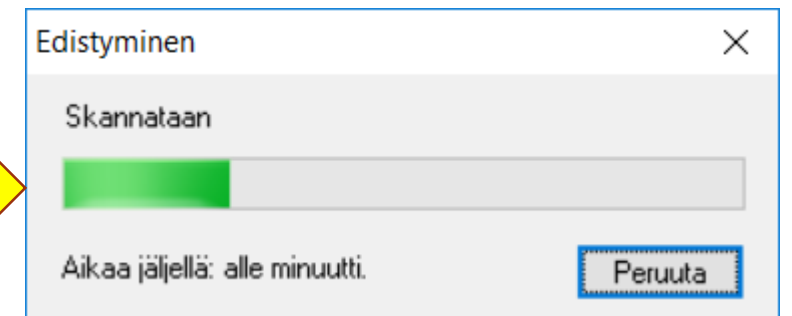 Edistyminen
Skannataan
Aikaa jäljellä: alle minuutti.
Peruuta